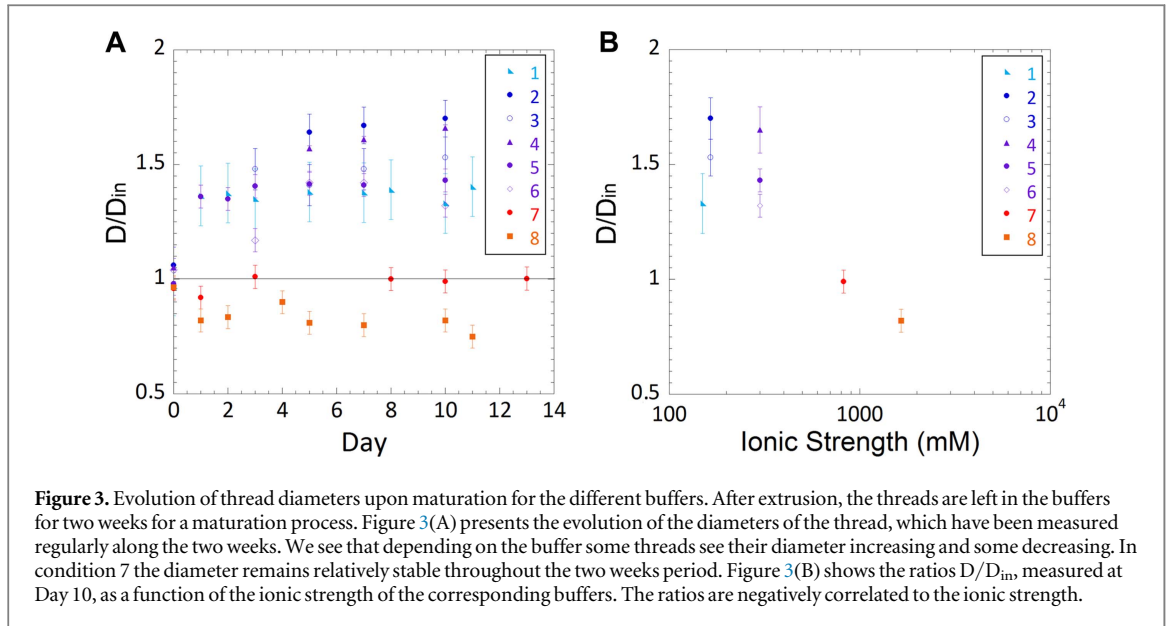 A
2
1.5
1
0.5
D/Din
0 2 4 6 8 10 12 14
Day
1
2
3
4
5
6
7
8
B
2
1.5
1
0.5
D/Din
100 1000 10⁴
Ionic Strength (mM)
1
2
3
4
5
6
7
8
Figure 3. Evolution of thread diameters upon maturation for the different buffers. After extrusion, the threads are left in the buffers
for two weeks for a maturation process. Figure 3(A) presents the evolution of the diameters of the thread, which have been measured
regularly along the two weeks. We see that depending on the buffer some threads see their diameter increasing and some decreasing. In
condition 7 the diameter remains relatively stable throughout the two weeks period. Figure 3(B) shows the ratios D/Din, measured at
Day 10, as a function of the ionic strength of the corresponding buffers. The ratios are negatively correlated to the ionic strength.